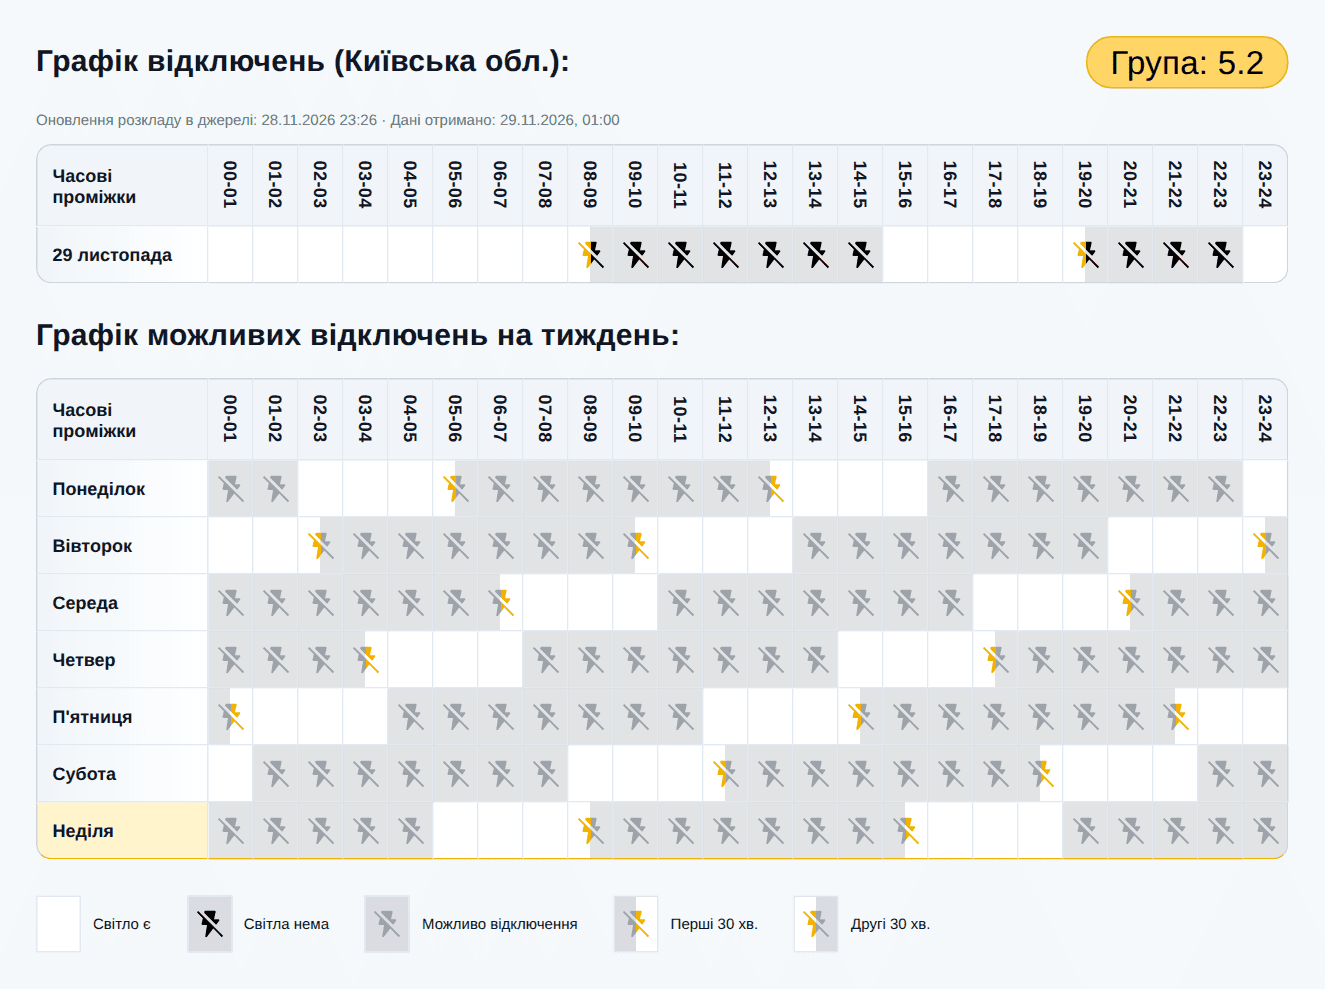 Графік відключень (Київська обл.):
Група: 5.2
Оновлення розкладу в джерелі: 28.11.2026 23:26 · Дані отримано: 29.11.2026, 01:00
Часові проміжки 00-01 01-02 02-03 03-04 04-05 05-06 06-07 07-08 08-09 09-10 10-11 11-12 12-13 13-14 14-15 15-16 16-17 17-18 18-19 19-20 20-21 21-22 22-23 23-24
29 листопада
Графік можливих відключень на тиждень:
Часові проміжки 00-01 01-02 02-03 03-04 04-05 05-06 06-07 07-08 08-09 09-10 10-11 11-12 12-13 13-14 14-15 15-16 16-17 17-18 18-19 19-20 20-21 21-22 22-23 23-24
Понеділок
Вівторок
Середа
Четвер
П'ятниця
Субота
Неділя
Світло є
Світла нема
Можливо відключення
Перші 30 хв.
Другі 30 хв.